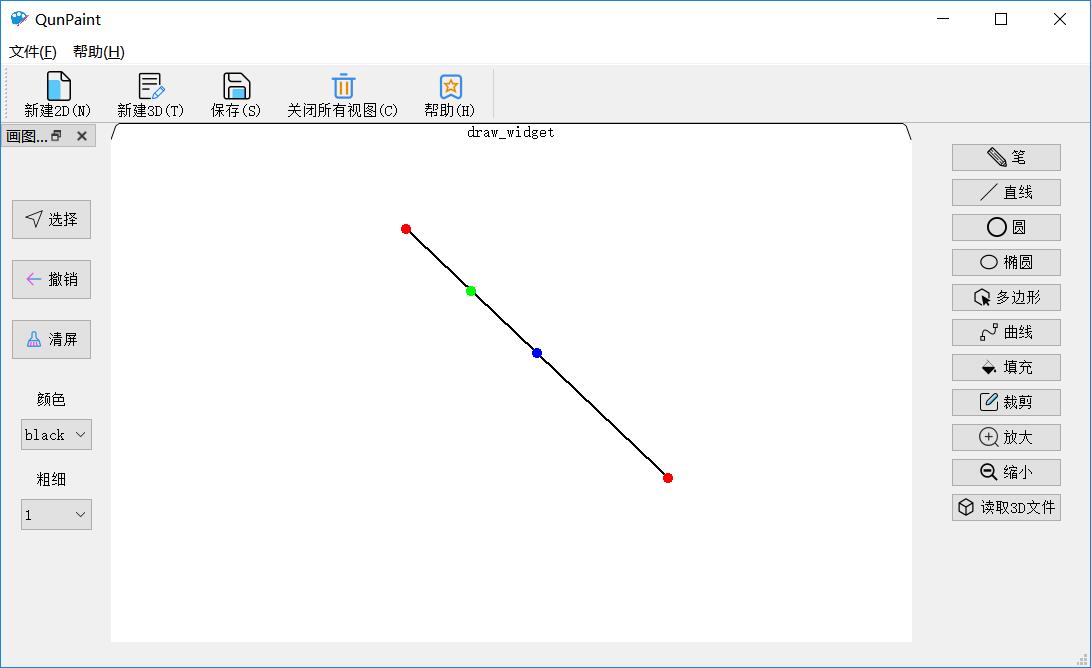 QunPaint
文件(F) 帮助(H)
新建2D(N) 新建3D(T) 保存(S) 关闭所有视图(C) 帮助(H)
画图...
draw_widget
选择
撤销
清屏
颜色
black
粗细
1
笔
直线
圆
椭圆
多边形
曲线
填充
裁剪
放大
缩小
读取3D文件